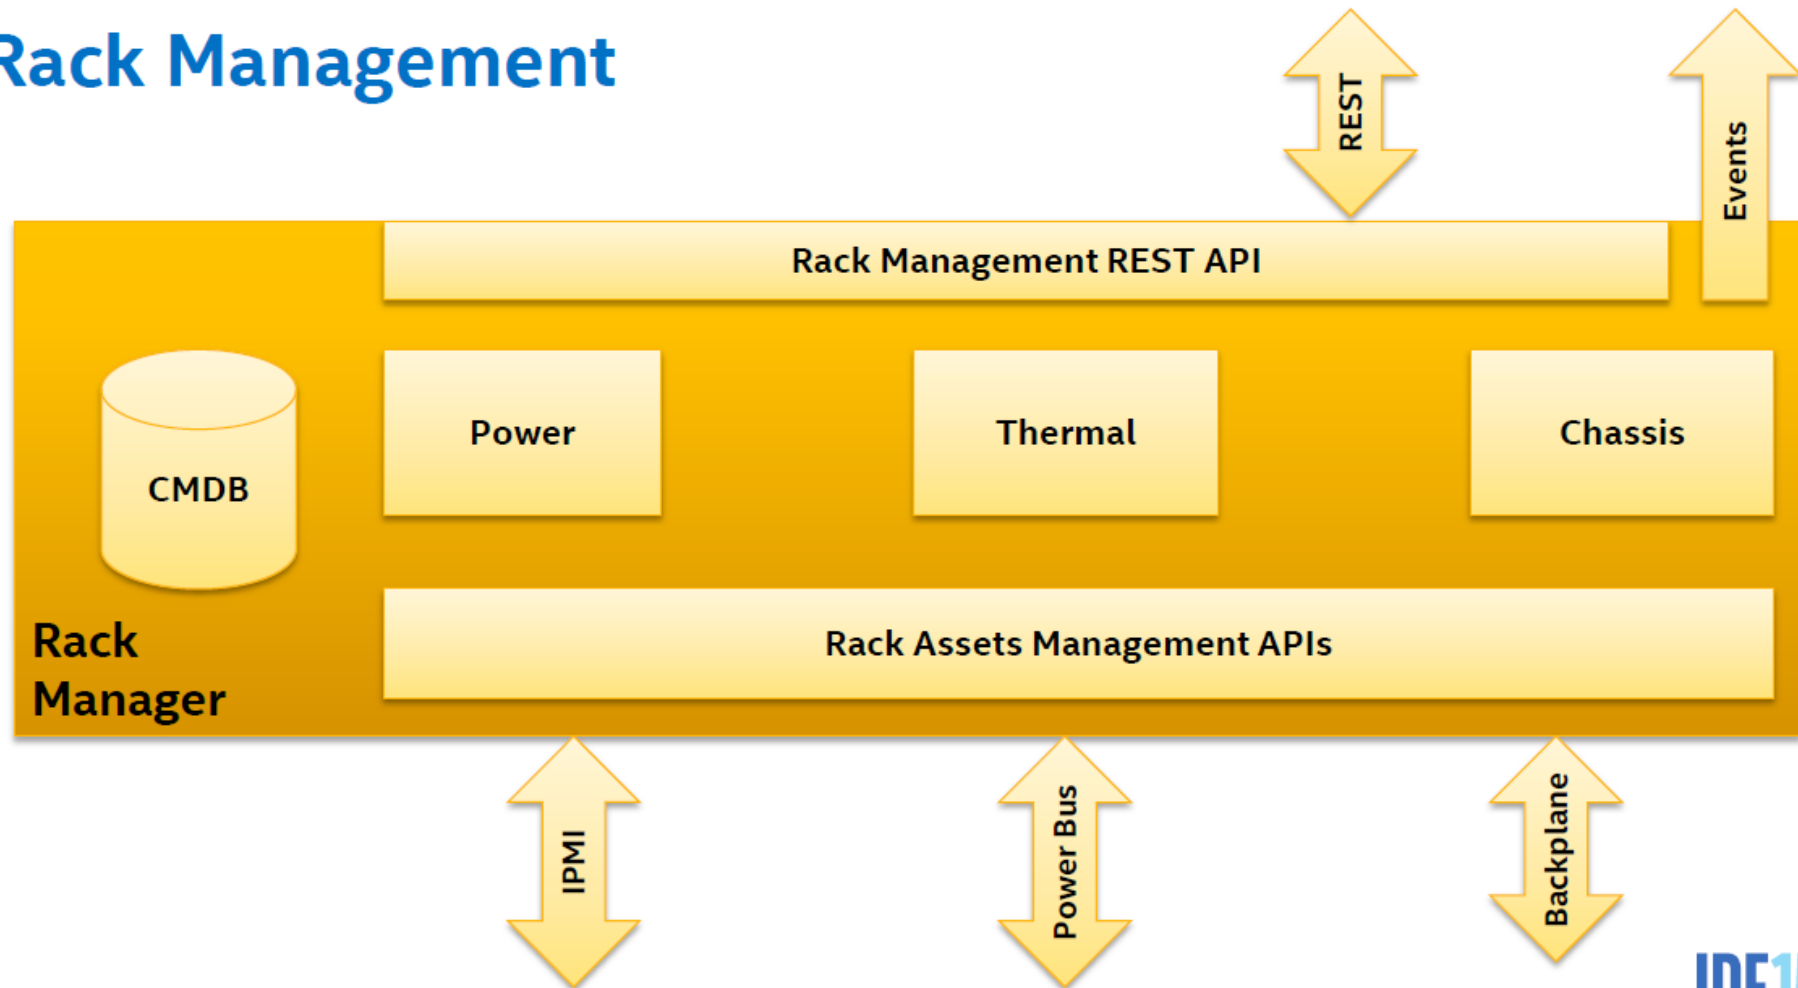 Rack Management
REST
Events
Rack Management REST API
Power
Thermal
Chassis
CMDB
Rack
Manager
Rack Assets Management APIs
IPMI
Power Bus
Backplane